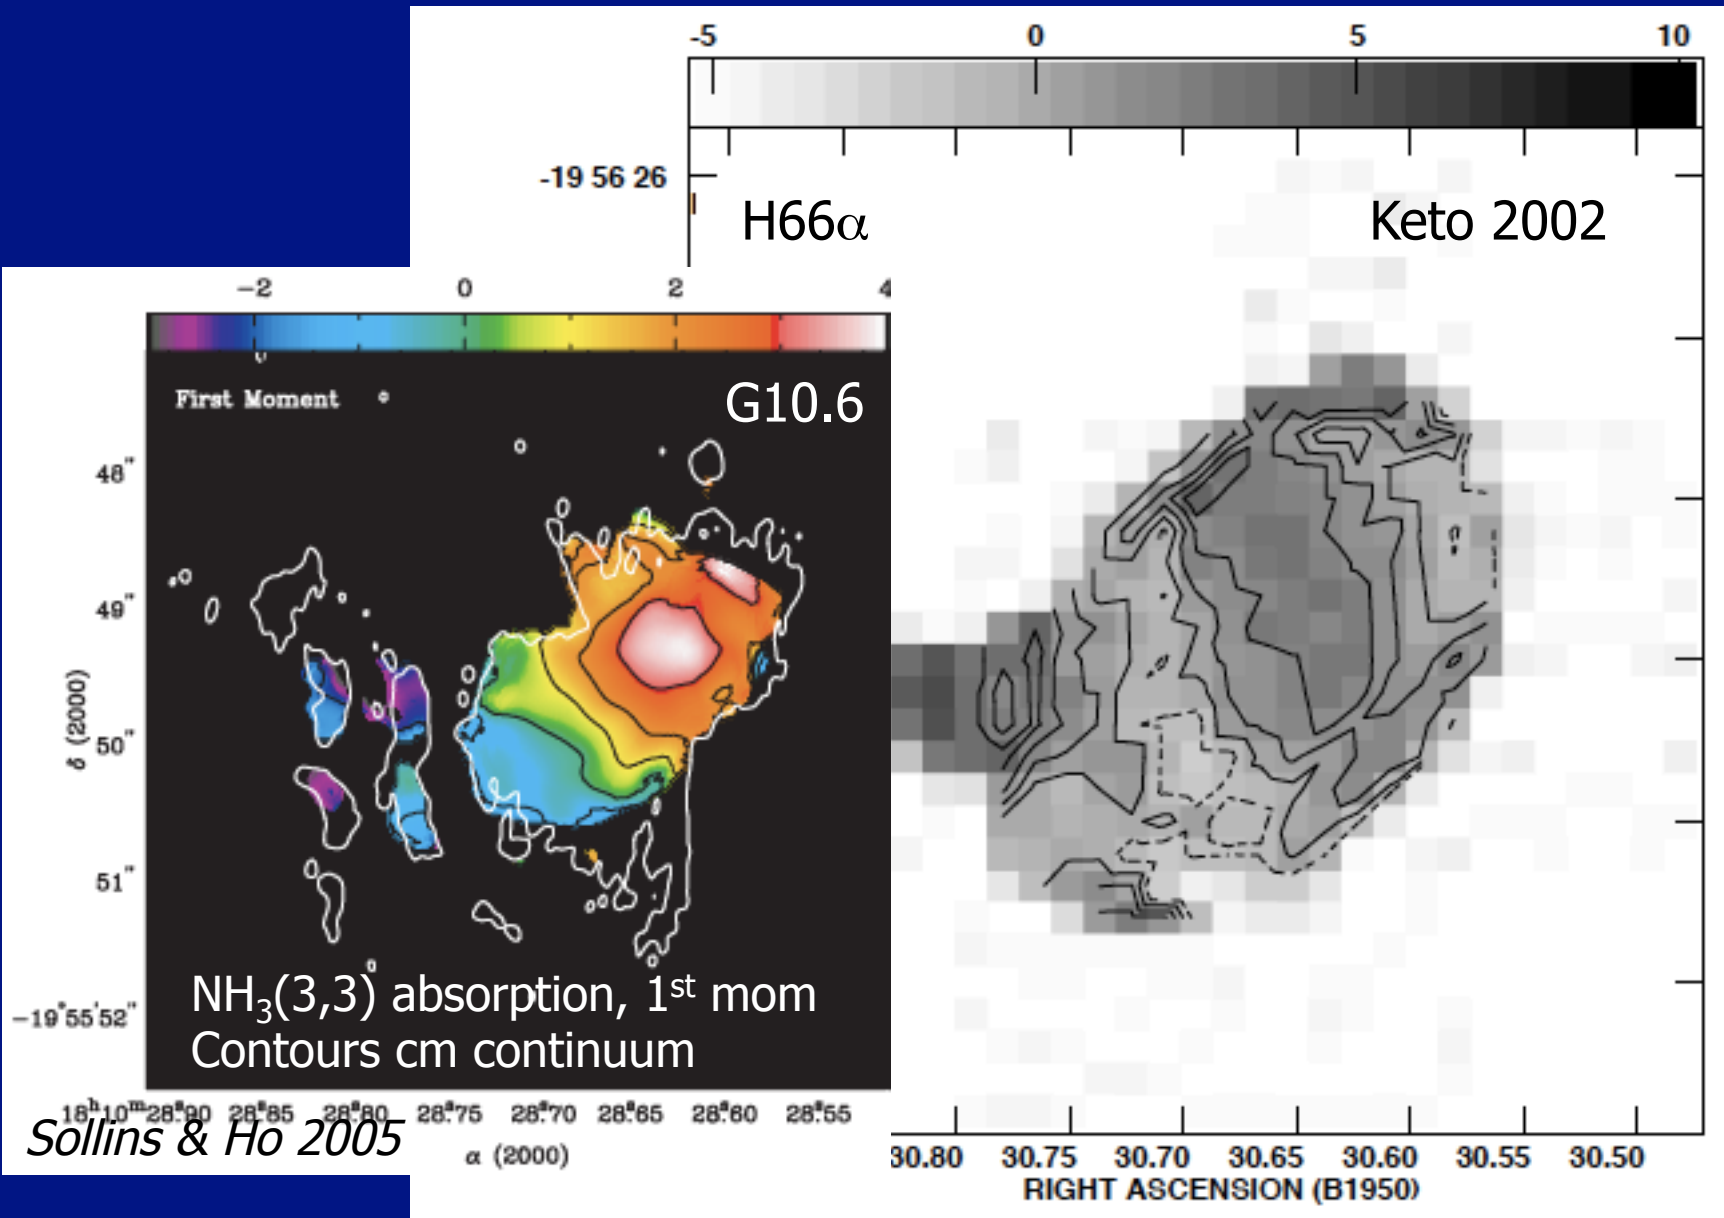 -5 0 5 10
-19 56 26
H66α
Keto 2002
−2 0 2 4
First Moment
G10.6
48"
49"
δ (2000)
50"
51"
−19°55'52"
NH₃(3,3) absorption, 1ˢᵗ mom
Contours cm continuum
18ʰ10ᵐ28ˢ.90 28ˢ.85 28ˢ.80 28ˢ.75 28ˢ.70 28ˢ.65 28ˢ.60 28ˢ.55
Sollins & Ho 2005
α (2000)
30.80 30.75 30.70 30.65 30.60 30.55 30.50
RIGHT ASCENSION (B1950)